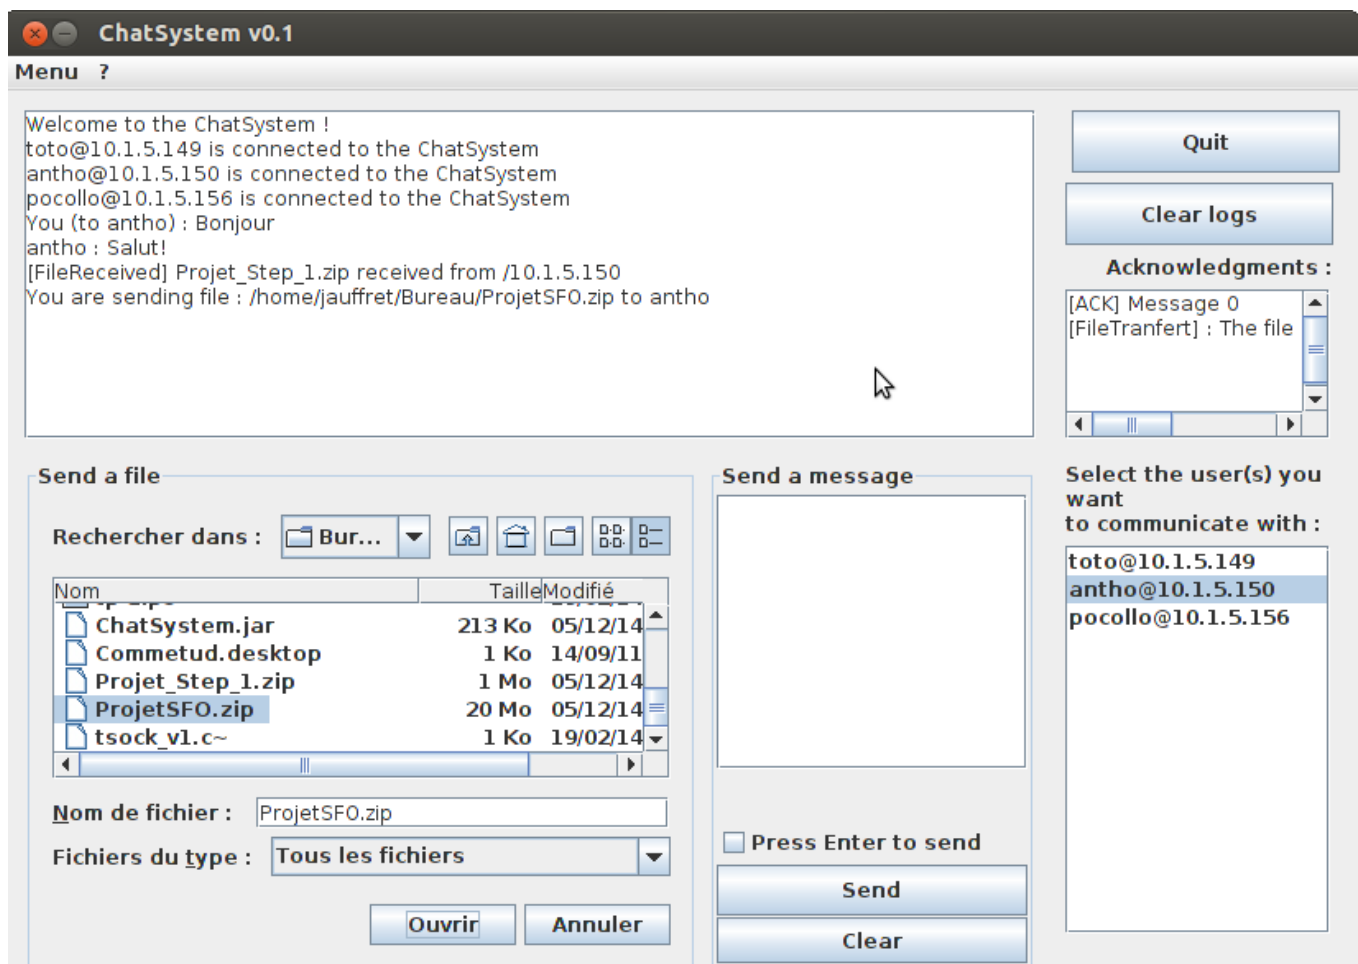 ChatSystem v0.1
Menu ?
Welcome to the ChatSystem !
toto@10.1.5.149 is connected to the ChatSystem
antho@10.1.5.150 is connected to the ChatSystem
pocollo@10.1.5.156 is connected to the ChatSystem
You (to antho) : Bonjour
antho : Salut!
[FileReceived] Projet_Step_1.zip received from /10.1.5.150
You are sending file : /home/jauffret/Bureau/ProjetSFO.zip to antho
Quit
Clear logs
Acknowledgments :
[ACK] Message 0
[FileTranfert] : The file
Send a file
Rechercher dans : Bur...
Nom Taille Modifié
ChatSystem.jar 213 Ko 05/12/14
Commetud.desktop 1 Ko 14/09/11
Projet_Step_1.zip 1 Mo 05/12/14
ProjetSFO.zip 20 Mo 05/12/14
tsock_v1.c~ 1 Ko 19/02/14
Nom de fichier : ProjetSFO.zip
Fichiers du type : Tous les fichiers
Ouvrir Annuler
Send a message
Press Enter to send
Send
Clear
Select the user(s) you
want
to communicate with :
toto@10.1.5.149
antho@10.1.5.150
pocollo@10.1.5.156